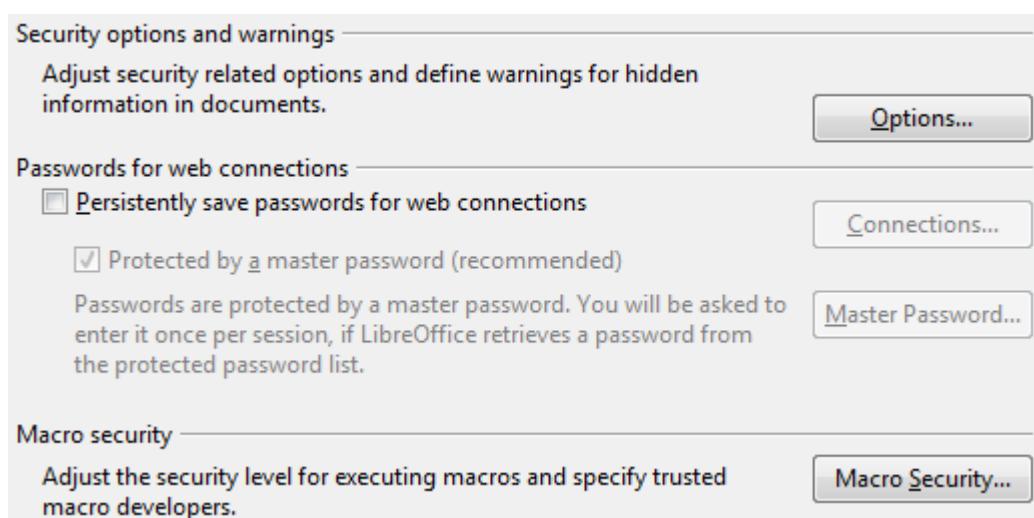 Security options and warnings
Adjust security related options and define warnings for hidden
information in documents.
Options...
Passwords for web connections
Persistently save passwords for web connections
Connections...
Protected by a master password (recommended)
Passwords are protected by a master password. You will be asked to
enter it once per session, if LibreOffice retrieves a password from
the protected password list.
Master Password...
Macro security
Adjust the security level for executing macros and specify trusted
macro developers.
Macro Security...